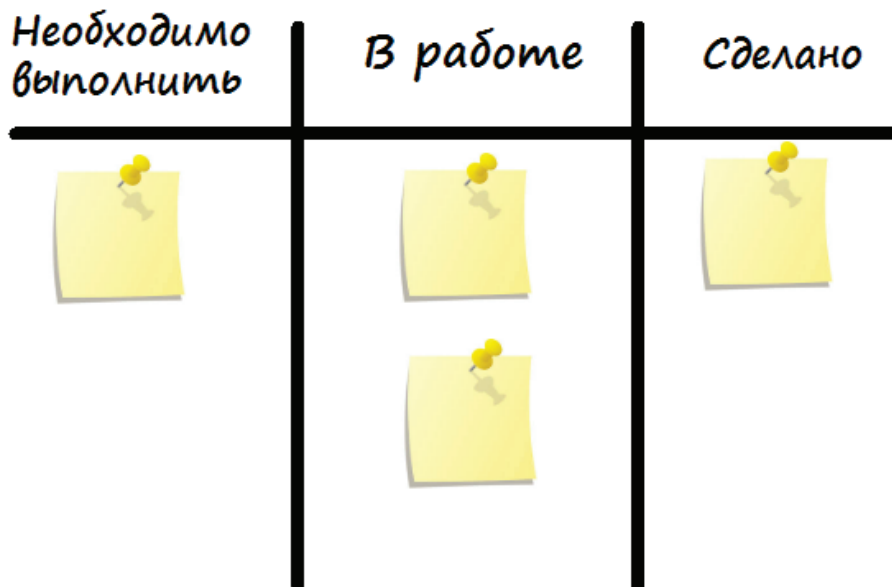 Необходимо
выполнить
В работе
Сделано